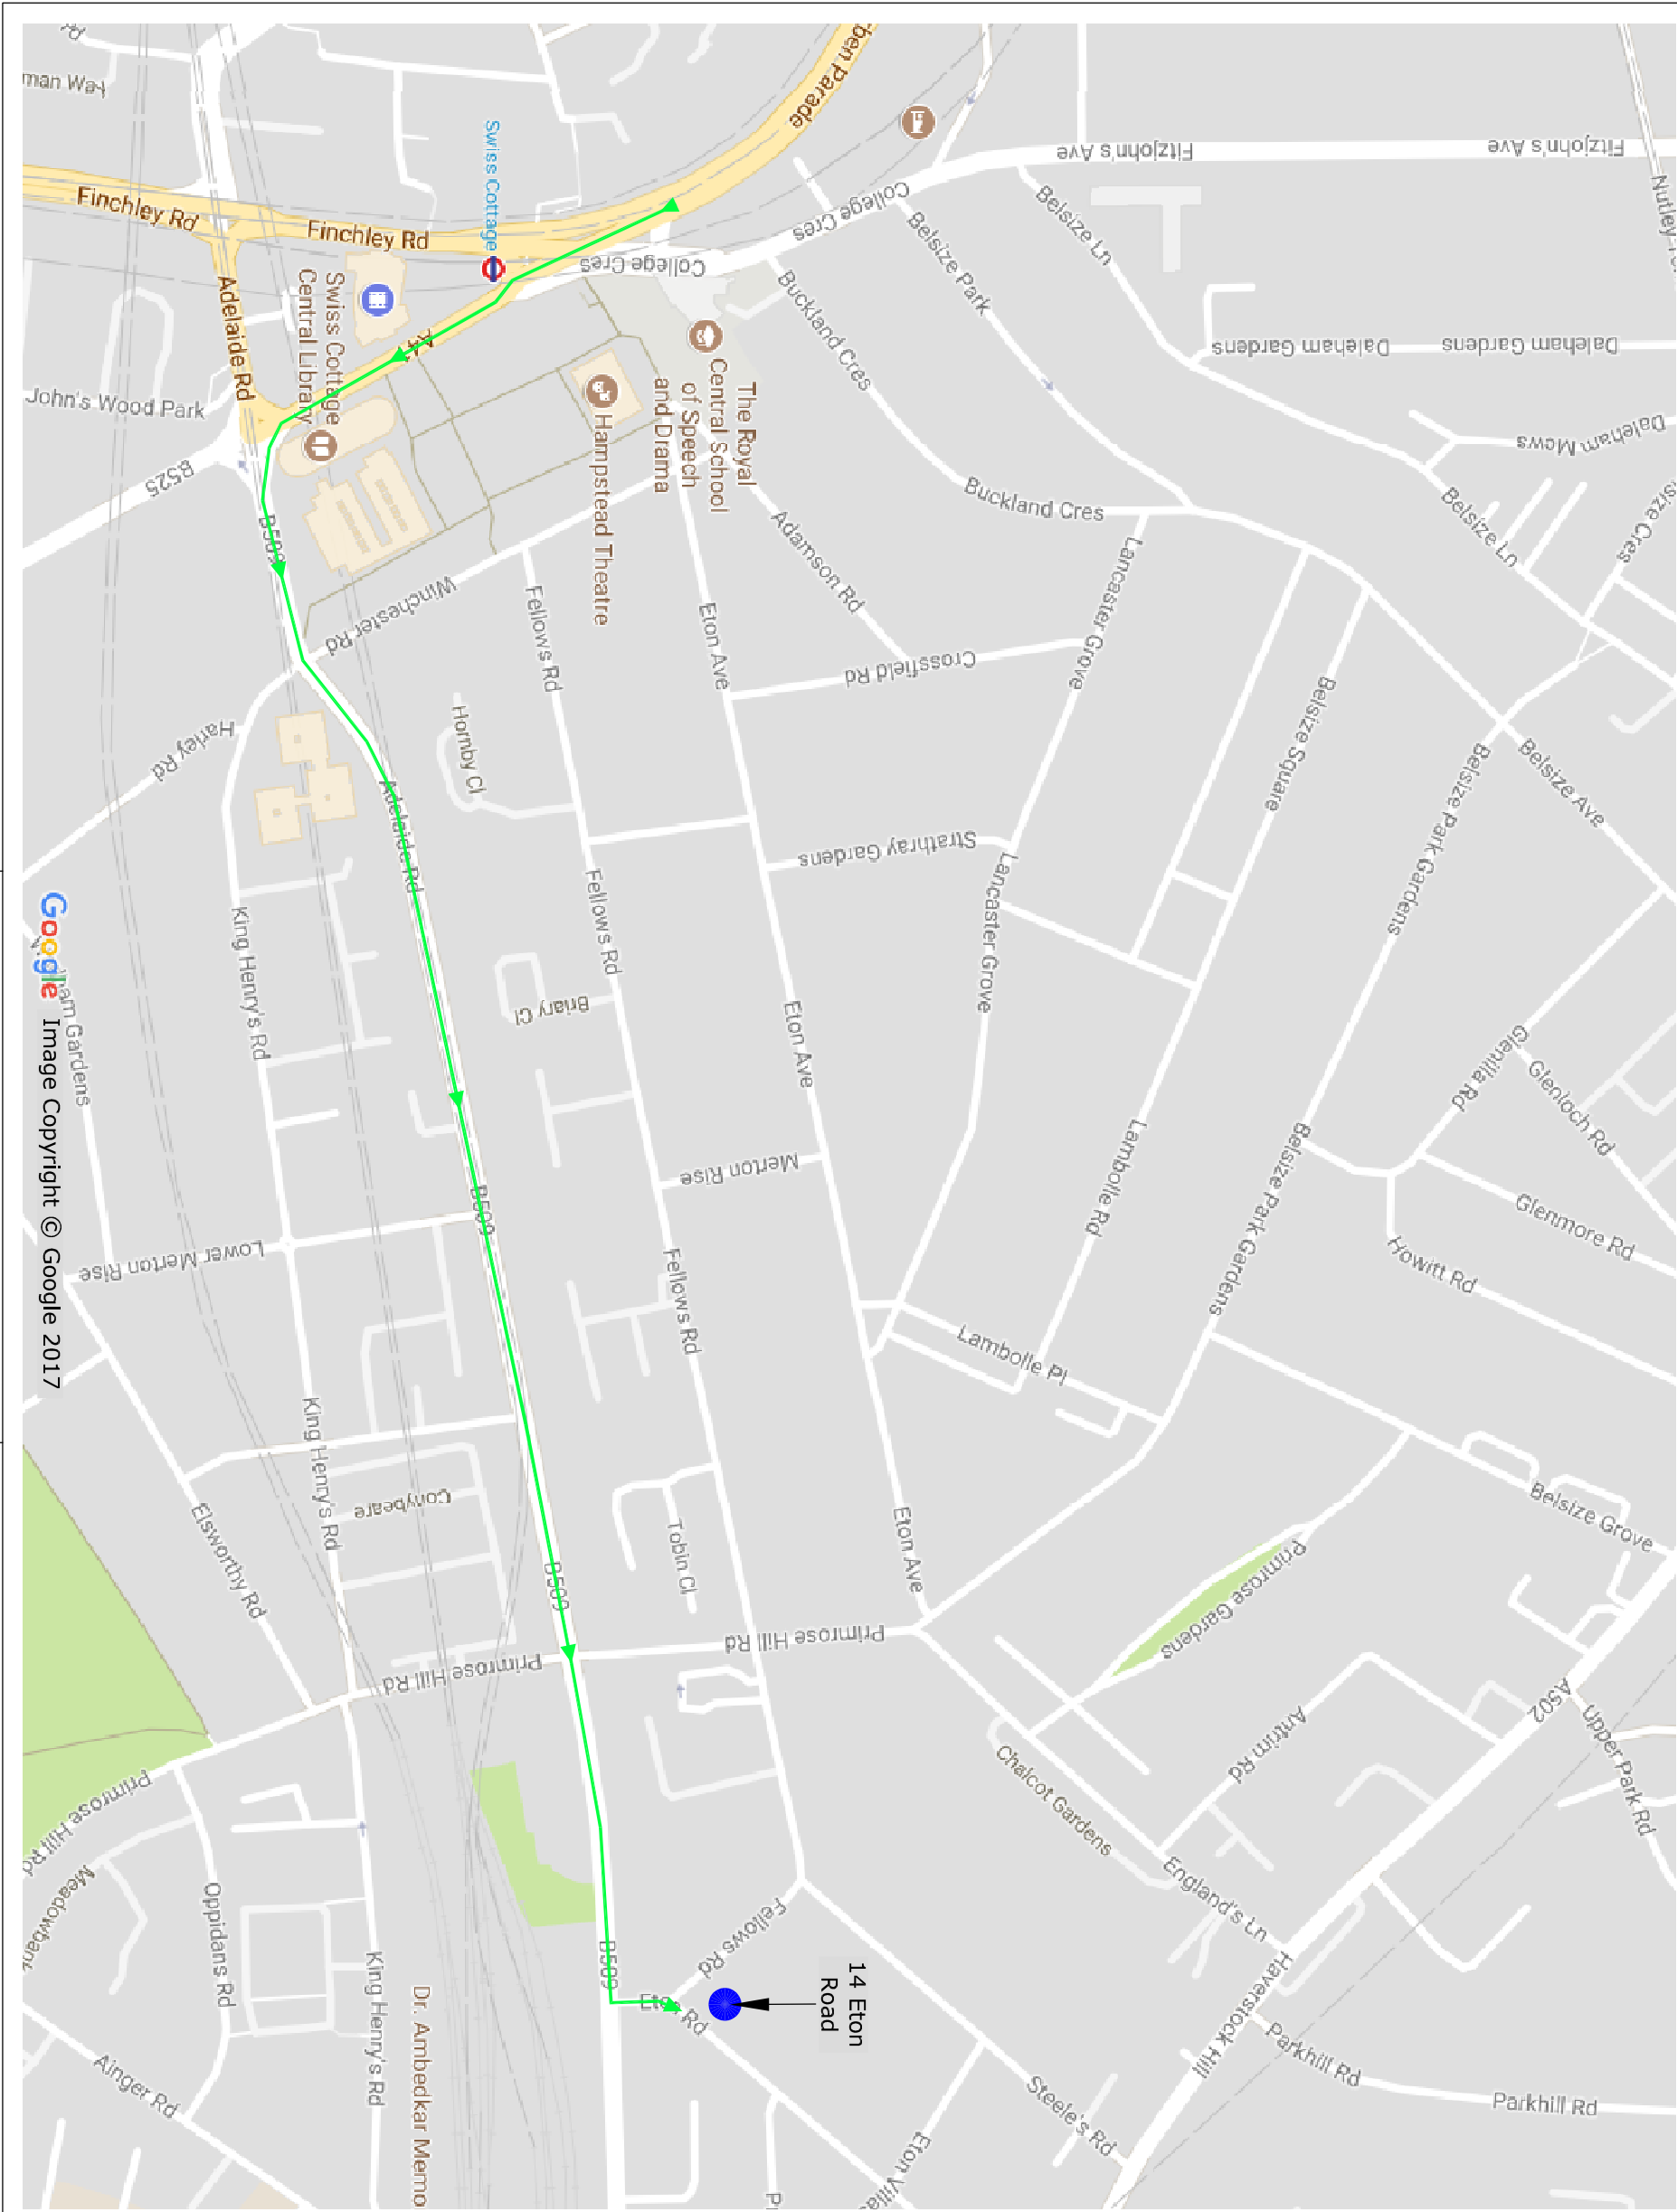 Finchley Rd
Finchley Rd
Swiss Cottage
Adelaide Rd
Swiss Cottage
Central Library
John's Wood Park
B525
College Cres
College Cres
Fitzjohn's Ave
Fitzjohn's Ave
Belsize Ln
Belsize Park
Buckland Cres
Daleham Gardens
Daleham Gardens
Daleham Mews
Belsize Ln
The Royal
Central School
of Speech
and Drama
Hampstead Theatre
Buckland Cres
Adamson Rd
Lancaster Grove
Winchester Rd
Fellows Rd
Eton Ave
Crossfield Rd
Belsize Square
Belsize Ave
Belsize Park Gardens
Harley Rd
Hornby Cl
Adelaide Rd
Strathray Gardens
Lancaster Grove
Fellows Rd
King Henry's Rd
Briary Cl
Eton Ave
Glenilla Rd
Glenloch Rd
Lambolle Rd
Belsize Park Gardens
Merton Rise
Glenmore Rd
Howitt Rd
B509
Lower Merton Rise
Fellows Rd
Lambolle Pl
King Henry's Rd
Conybeare
Elsworthy Rd
Tobin Cl
Eton Ave
Belsize Grove
Primrose Gardens
B509
Primrose Hill Rd
Primrose Hill Rd
Primrose Hill Rd
A502
Upper Park Rd
Antrim Rd
Chalcot Gardens
England's Ln
Haverstock Hill
Meadowbank
Oppidans Rd
King Henry's Rd
Fellows Rd
B509
14 Eton
Road
Parkhill Rd
Parkhill Rd
Steele's Rd
Ainger Rd
Google Image Copyright © Google 2017